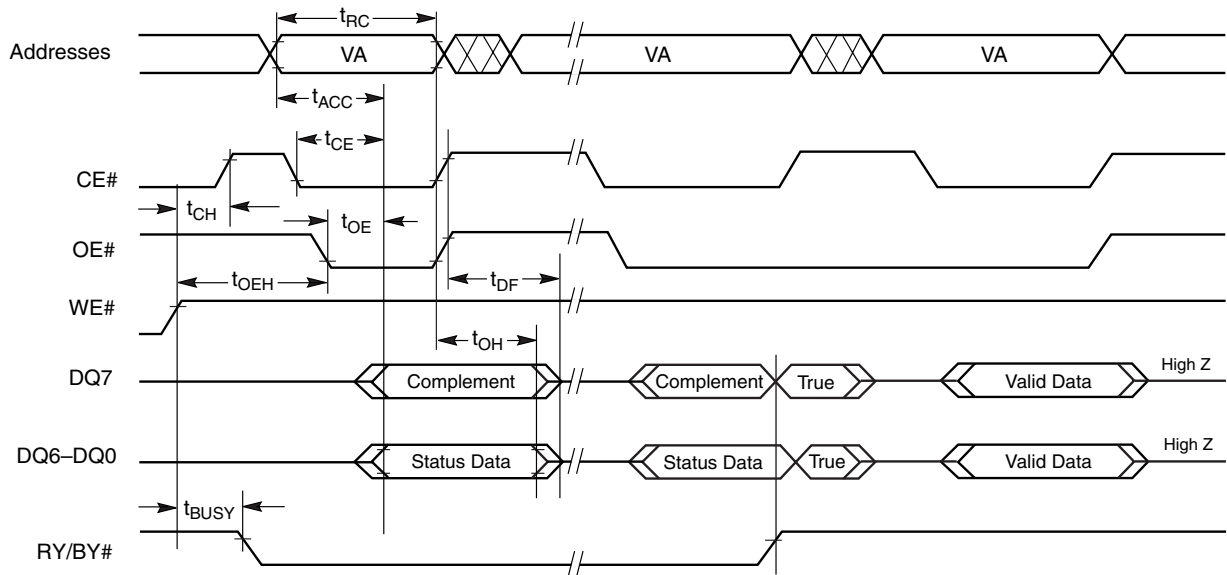 tRC
Addresses VA VA VA
tACC
tCE
CE#
tCH tOE
OE#
tOEH tDF
WE#
tOH
DQ7 Complement Complement True Valid Data High Z
DQ6–DQ0 Status Data Status Data True Valid Data High Z
tBUSY
RY/BY#